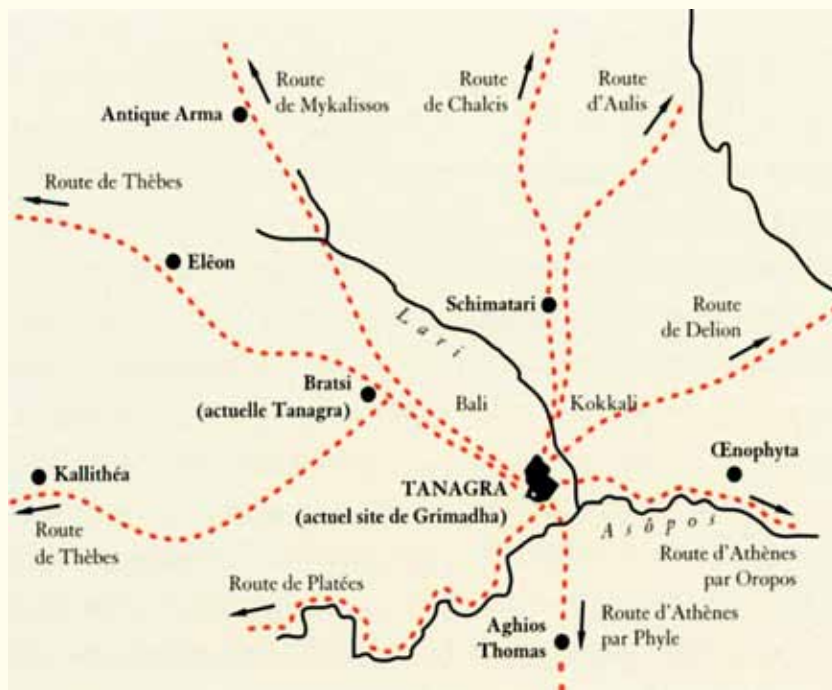 Route
de Mykalissos
Route
de Chalcis
Route
d'Aulis
Antique Arma
Route de Thèbes
Elêon
Schimatari
Route
de Delion
Lari
Bratsi
(actuelle Tanagra)
Bali
Kokkali
Kallithéa
TANAGRA
(actuel site de Grimadha)
Œnophyta
Route
de Thèbes
Asôpos
Route d'Athènes
par Oropos
Route de Platées
Aghios
Thomas
Route d'Athènes
par Phyle